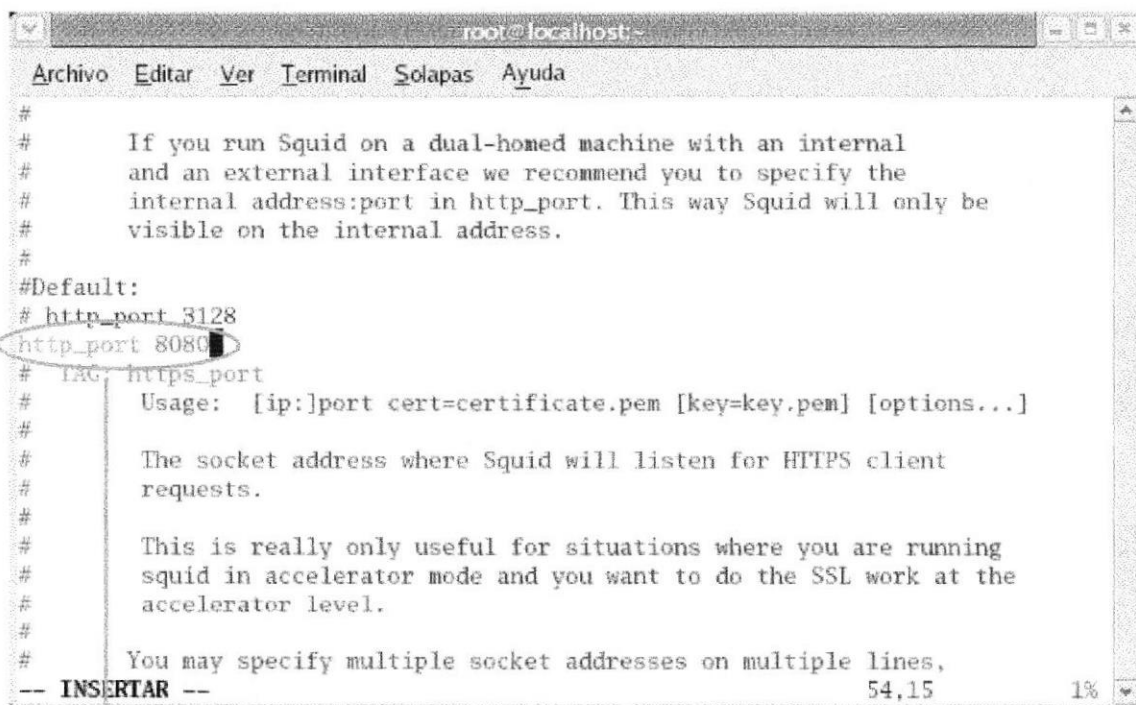 root@localhost:~
Archivo Editar Ver Terminal Solapas Ayuda
#
# If you run Squid on a dual-homed machine with an internal
# and an external interface we recommend you to specify the
# internal address:port in http_port. This way Squid will only be
# visible on the internal address.
#
#Default:
# http_port 3128
http_port 8080
# TAG: https_port
# Usage: [ip:]port cert=certificate.pem [key=key.pem] [options...]
#
# The socket address where Squid will listen for HTTPS client
# requests.
#
# This is really only useful for situations where you are running
# squid in accelerator mode and you want to do the SSL work at the
# accelerator level.
#
# You may specify multiple socket addresses on multiple lines,
-- INSERTAR -- 54,15 1%